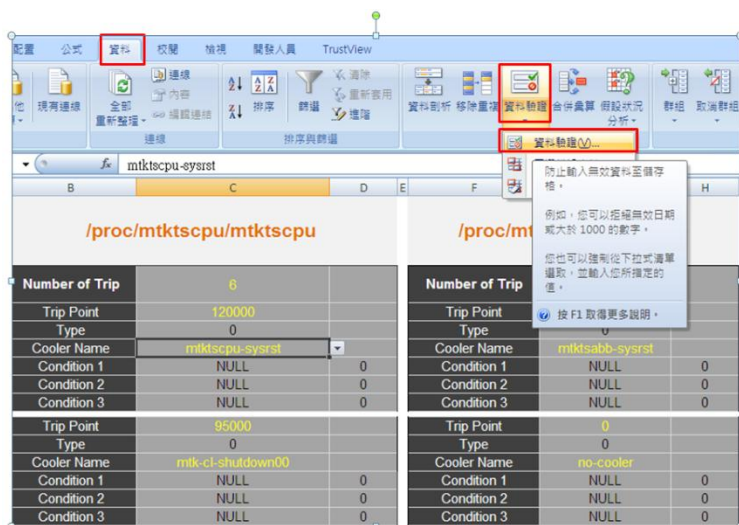 配置 公式 資料 校閱 檢視 開發人員 TrustView
他 現有連線 全部 重新整理 連線 內容 編輯連結 排序 篩選 清除 重新套用 進階 資料剖析 移除重複 資料驗證 合併彙算 假設狀況 分析 群組 取消群組
連線 排序與篩選
資料驗證(V)...
fx mtktscpu-sysrst
防止輸入無效資料至儲存
格。
例如,您可以拒絕無效日期
或大於 1000 的數字。
您也可以強制從下拉式清單
選取,並輸入您所指定的
值。
按 F1 取得更多說明。
B C D E F H
/proc/mtktscpu/mtktscpu /proc/mt
Number of Trip 6 Number of Trip
Trip Point 120000 Trip Point
Type 0 Type 0
Cooler Name mtktscpu-sysrst Cooler Name mtktsabb-sysrst
Condition 1 NULL 0 Condition 1 NULL 0
Condition 2 NULL 0 Condition 2 NULL 0
Condition 3 NULL 0 Condition 3 NULL 0
Trip Point 95000 Trip Point 0
Type 0 Type 0
Cooler Name mtk-cl-shutdown00 Cooler Name no-cooler
Condition 1 NULL 0 Condition 1 NULL 0
Condition 2 NULL 0 Condition 2 NULL 0
Condition 3 NULL 0 Condition 3 NULL 0